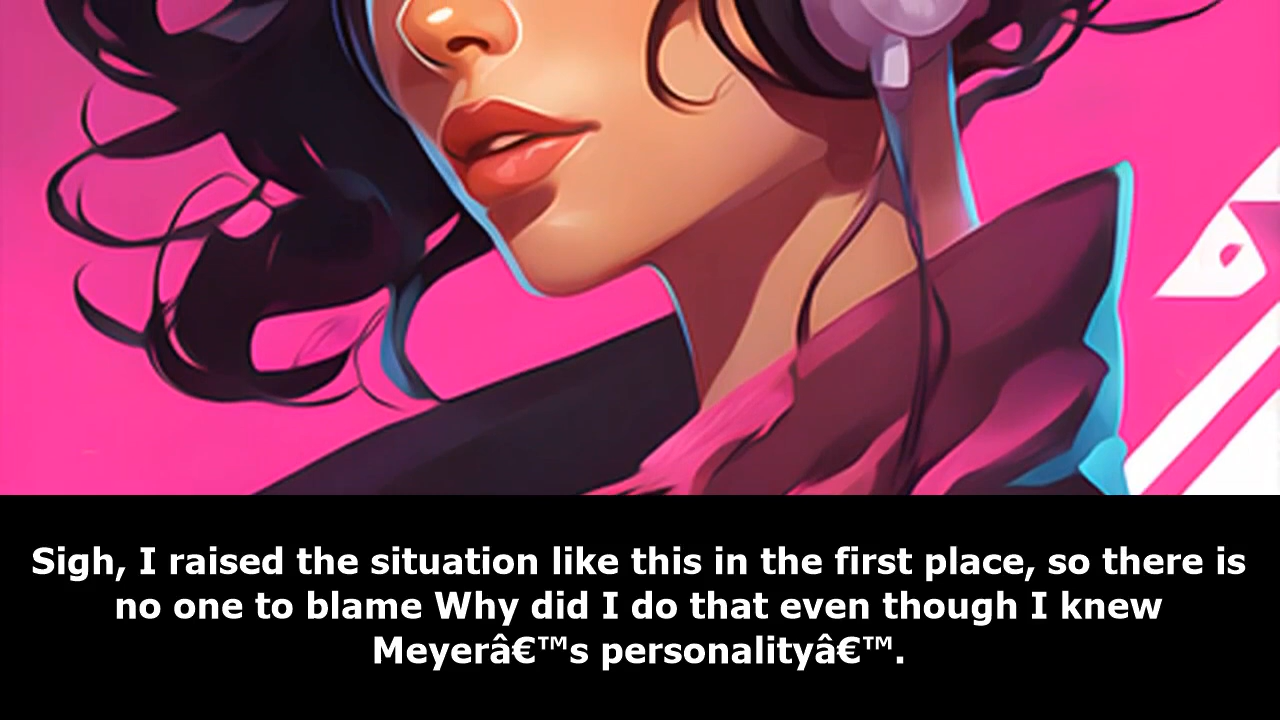 Sigh, I raised the situation like this in the first place, so there is
no one to blame Why did I do that even though I knew
Meyerâ€™s personalityâ€™.